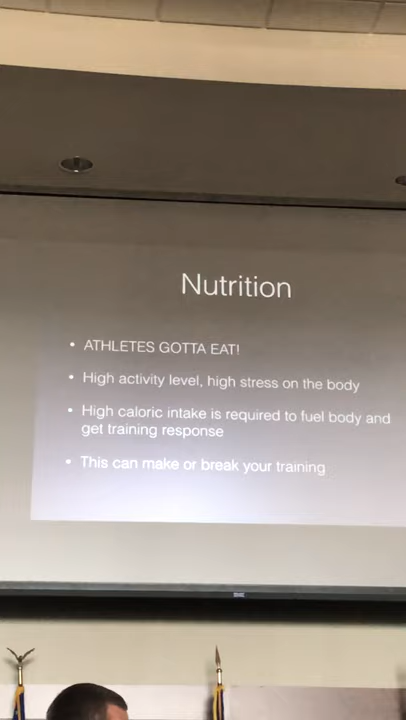 Nutrition
• ATHLETES GOTTA EAT!
• High activity level, high stress on the body
• High caloric intake is required to fuel body and
get training response
• This can make or break your training